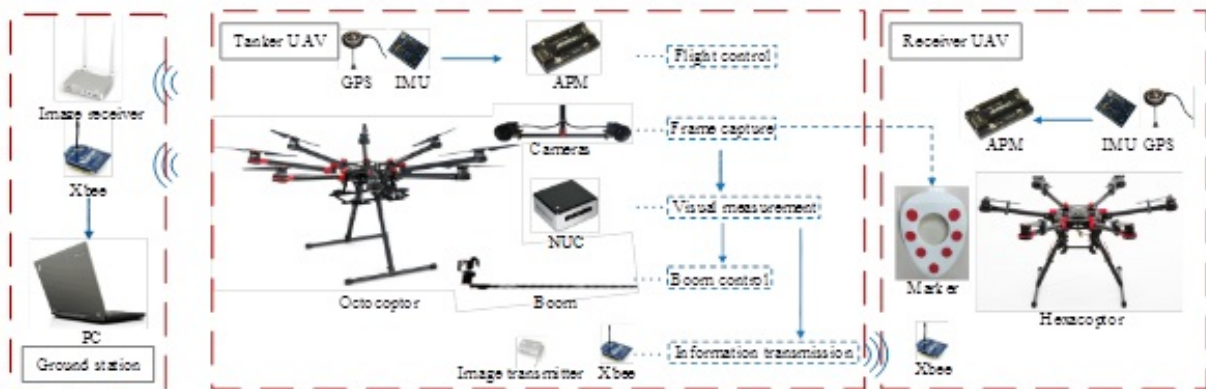 Image receiver
Xbee
PC
Ground station
Tanker UAV
GPS
IMU
APM
Flight control
Cameras
Frame capture
NUC
Visual measurement
Octocoptor
Boom
Boom control
Image transmitter
Xbee
Information transmission
Receiver UAV
APM
IMU
GPS
Marker
Hexacoptor
Xbee